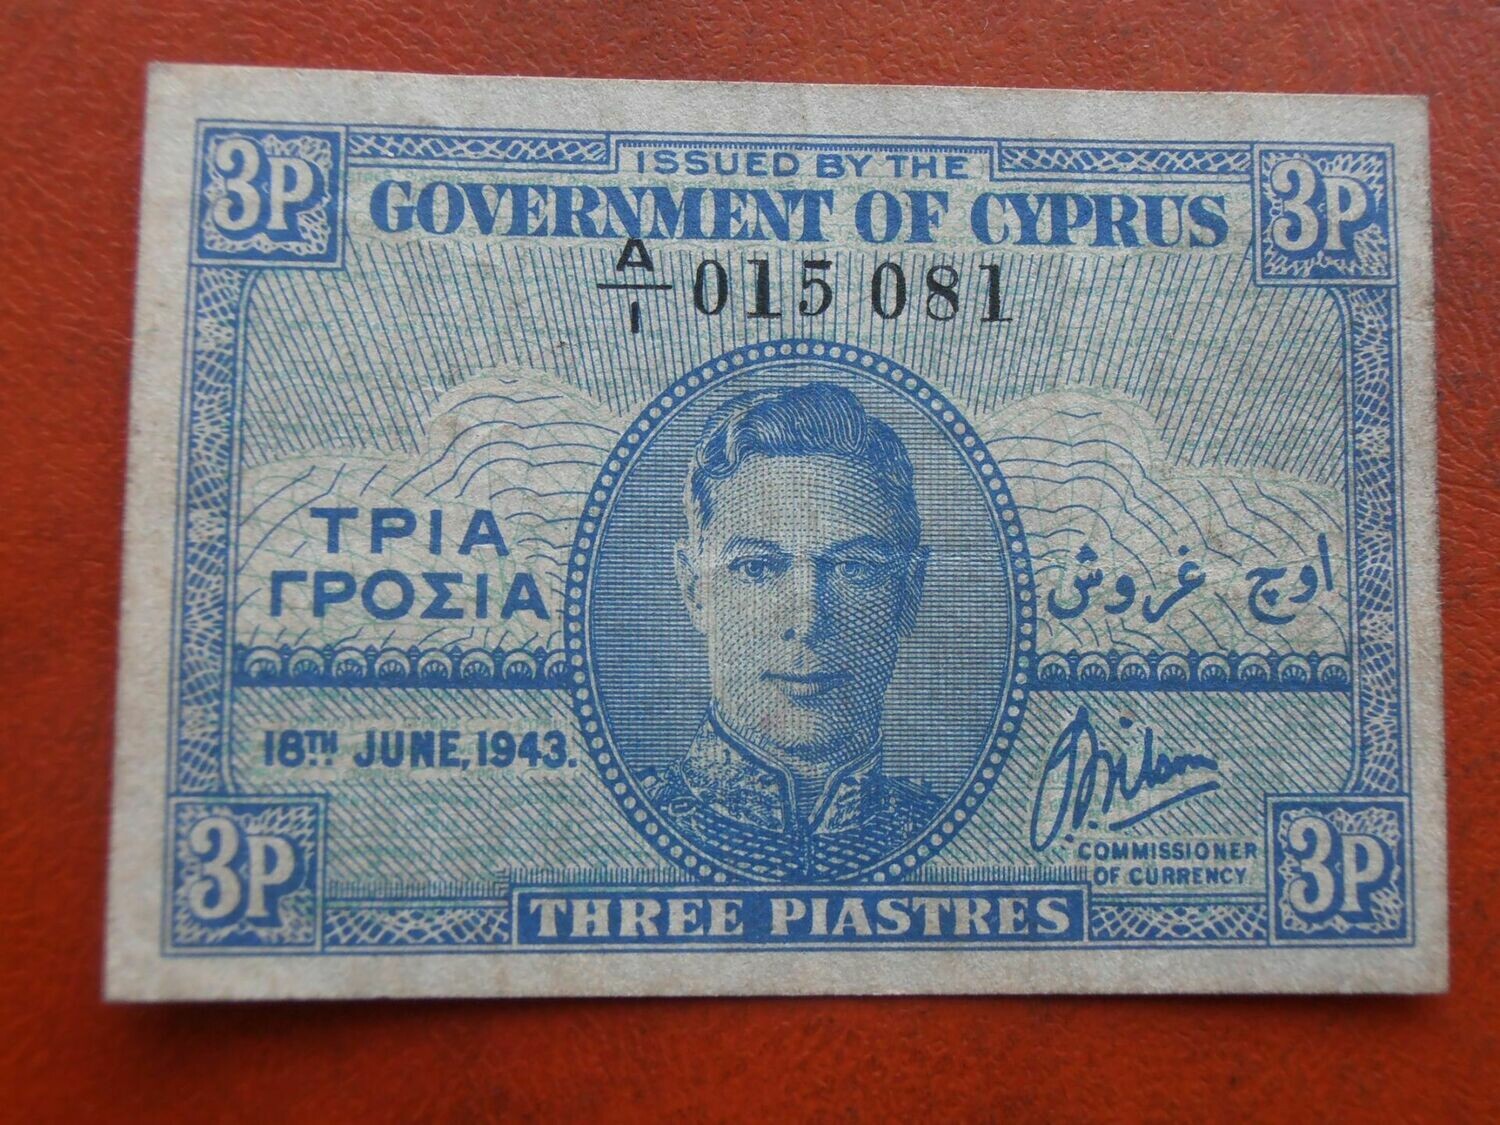 3P
ISSUED BY THE
3P
GOVERNMENT OF CYPRUS
A/1 015 081
ΤΡΙΑ
ΓΡΟΣΙΑ
اوچ غروش
18TH JUNE, 1943.
COMMISSIONER
OF CURRENCY
3P
THREE PIASTRES
3P